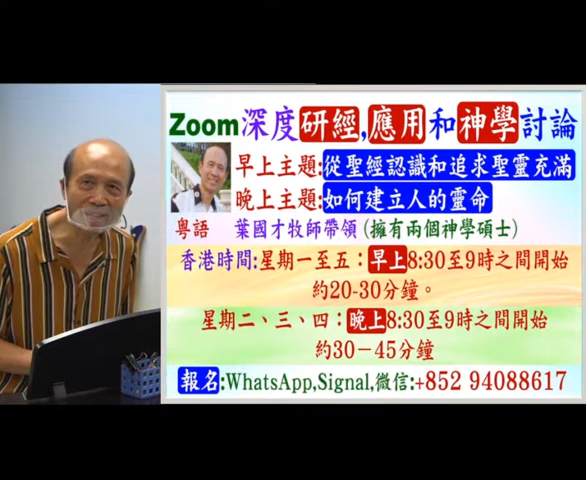 Zoom深度研經,應用和神學討論
早上主題:從聖經認識和追求聖靈充滿
晚上主題:如何建立人的靈命
粵語 葉國才牧師帶領(擁有兩個神學碩士)
香港時間:星期一至五：早上8:30至9時之間開始
約20-30分鐘。
星期二、三、四：晚上8:30至9時之間開始
約30－45分鐘
報名:WhatsApp,Signal,微信:+852 94088617